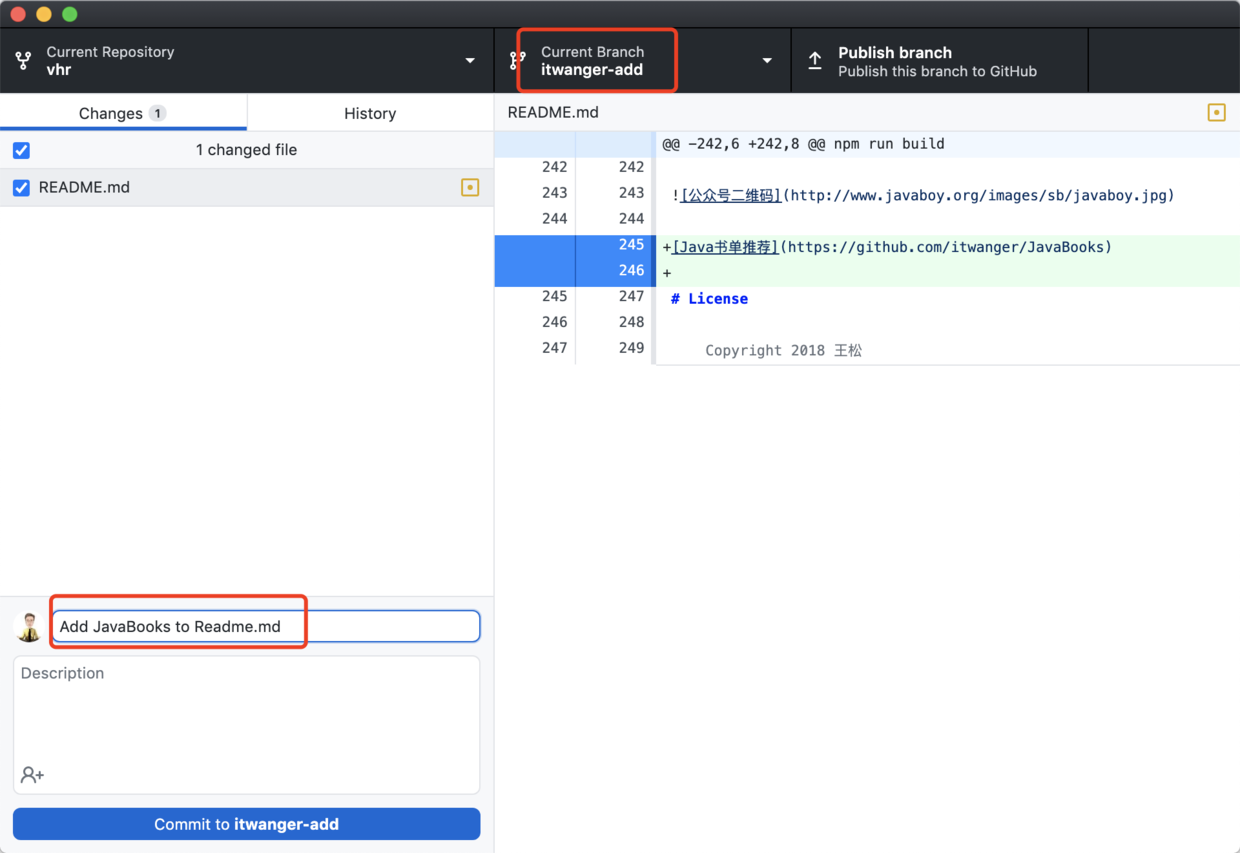 Current Repository
vhr
Current Branch
itwanger-add
Publish branch
Publish this branch to GitHub
Changes 1
History
1 changed file
README.md
README.md
@@ -242,6 +242,8 @@ npm run build
242 242
243 243 ![公众号二维码](http://www.javaboy.org/images/sb/javaboy.jpg)
244 244
245 +[Java书单推荐](https://github.com/itwanger/JavaBooks)
246 +
245 247 # License
246 248
247 249 Copyright 2018 王松
Add JavaBooks to Readme.md
Description
Commit to itwanger-add